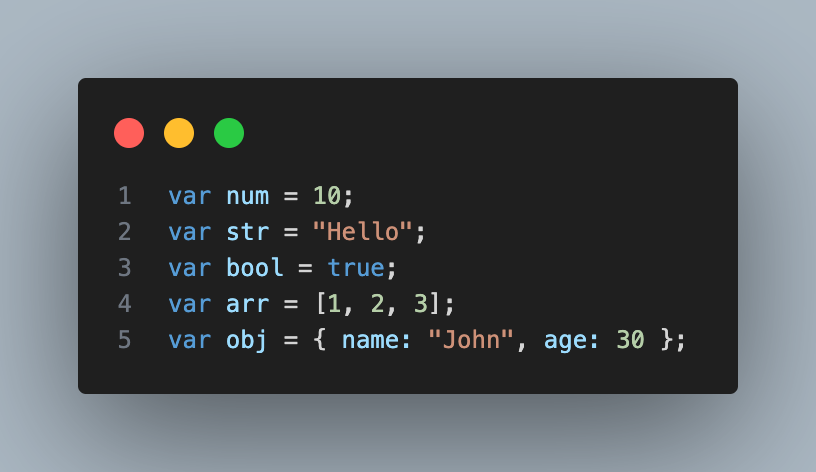 1 var num = 10;
2 var str = "Hello";
3 var bool = true;
4 var arr = [1, 2, 3];
5 var obj = { name: "John", age: 30 };